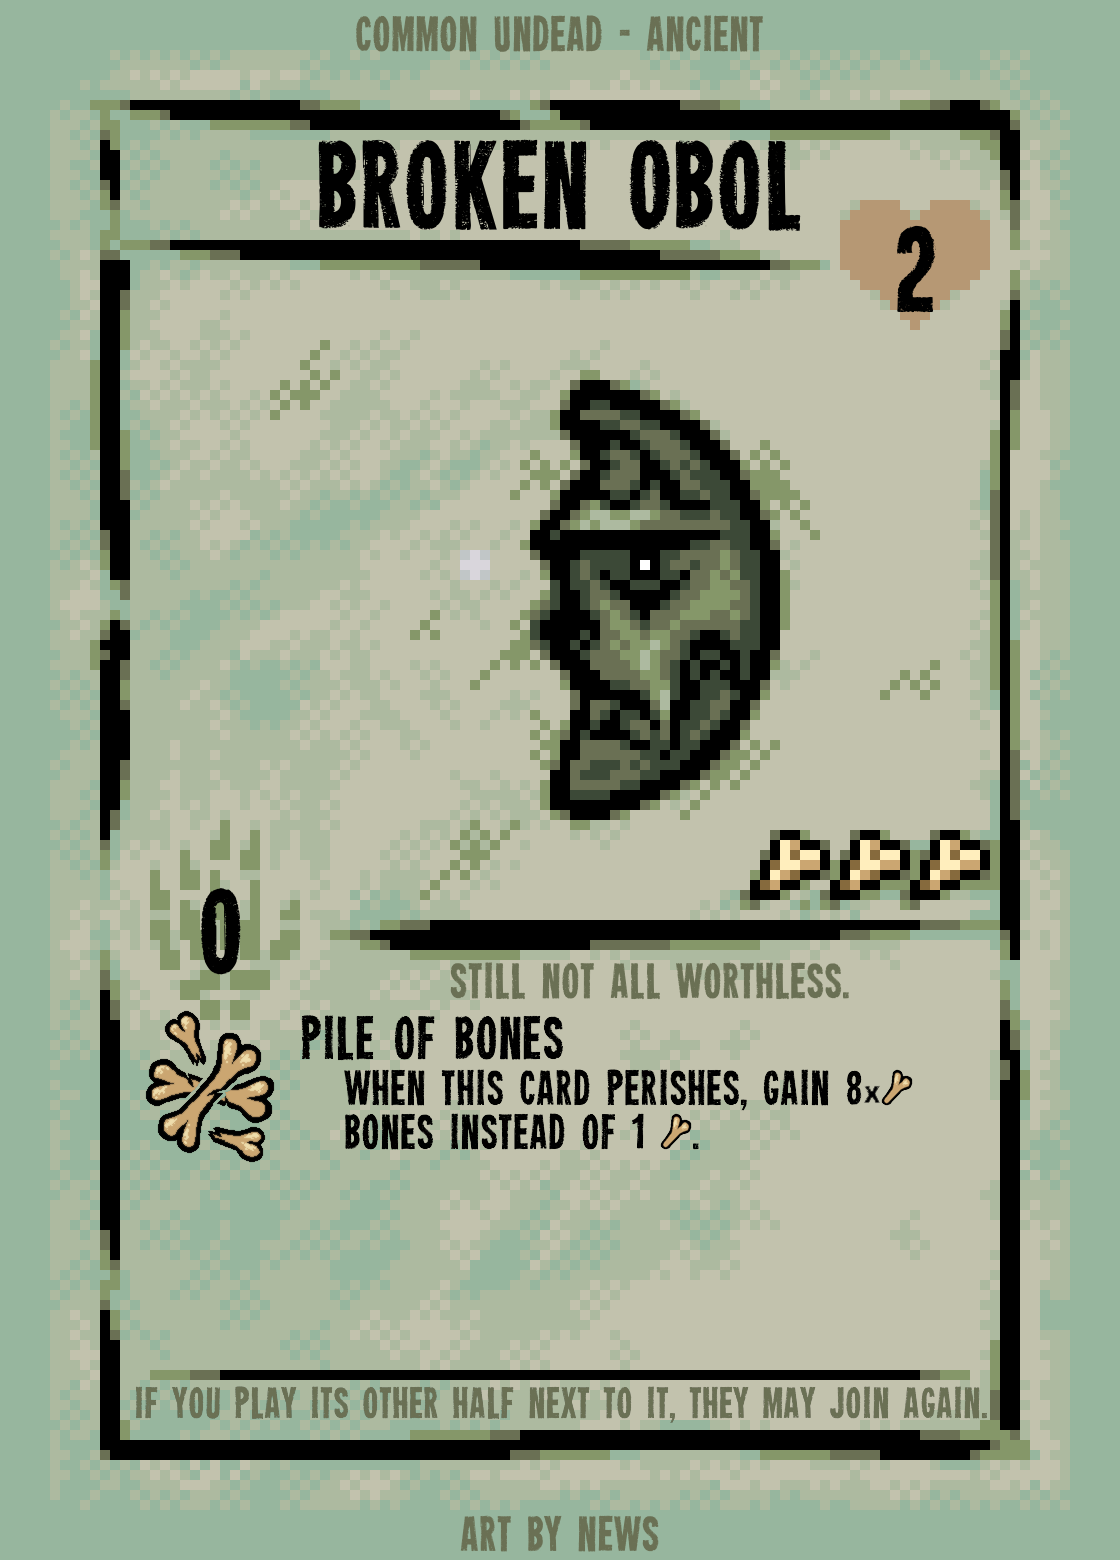 COMMON UNDEAD - ANCIENT
BROKEN OBOL
2
0
STILL NOT ALL WORTHLESS.
PILE OF BONES
WHEN THIS CARD PERISHES, GAIN 8x
BONES INSTEAD OF 1 .
IF YOU PLAY ITS OTHER HALF NEXT TO IT, THEY MAY JOIN AGAIN.
ART BY NEWS